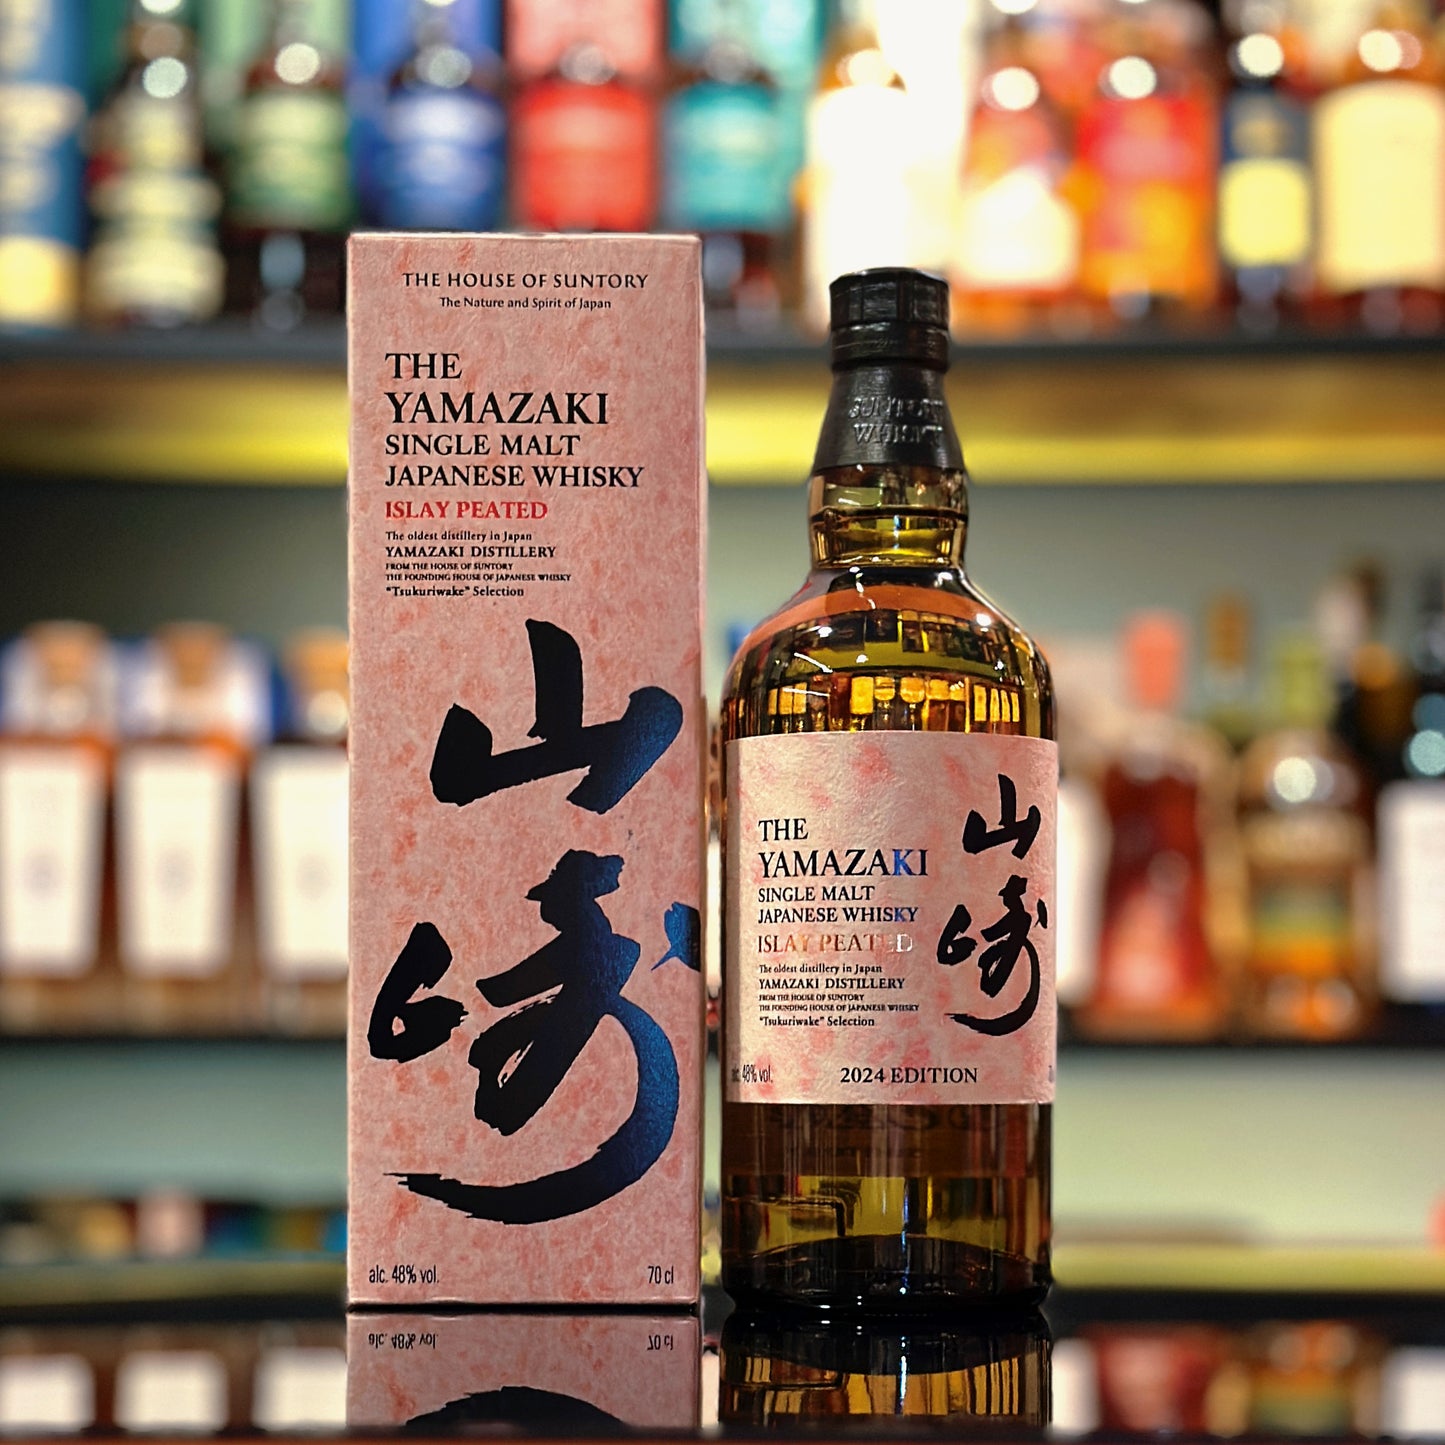 THE HOUSE OF SUNTORY
The Nature and Spirit of Japan
THE
YAMAZAKI
SINGLE MALT
JAPANESE WHISKY
ISLAY PEATED
The oldest distillery in Japan
YAMAZAKI DISTILLERY
FROM THE HOUSE OF SUNTORY
THE FOUNDING HOUSE OF JAPANESE WHISKY
"Tsukuriwake" Selection
山崎
alc. 48% vol.
70 cl
SUNTORY
WHISKY
THE
YAMAZAKI
SINGLE MALT
JAPANESE WHISKY
ISLAY PEATED
The oldest distillery in Japan
YAMAZAKI DISTILLERY
FROM THE HOUSE OF SUNTORY
THE FOUNDING HOUSE OF JAPANESE WHISKY
"Tsukuriwake" Selection
山崎
alc. 48% vol.
2024 EDITION